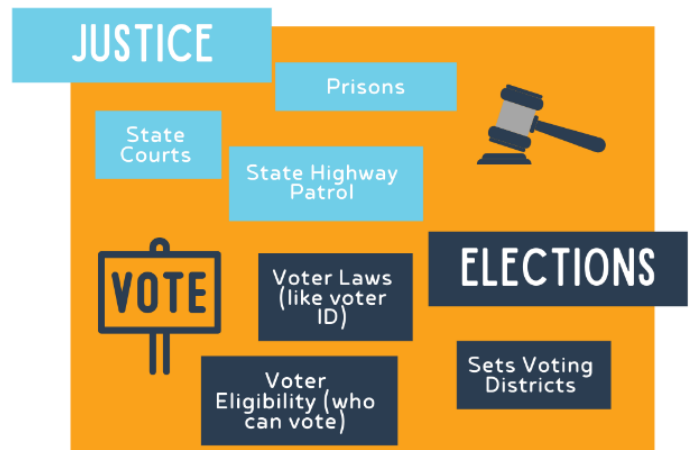 JUSTICE
Prisons
State
Courts
State Highway
Patrol
ELECTIONS
VOTE
Voter Laws
(like voter
ID)
Sets Voting
Districts
Voter
Eligibility (who
can vote)